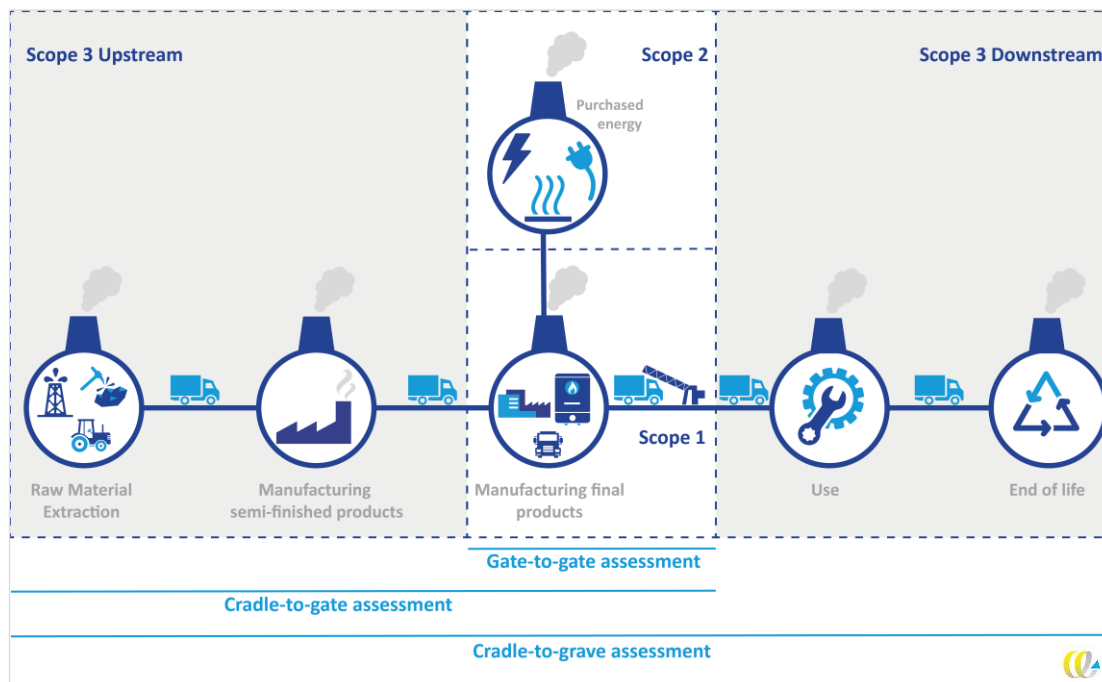 Scope 3 Upstream
Scope 2
Scope 3 Downstream
Purchased
energy
Scope 1
Raw Material
Extraction
Manufacturing
semi-finished products
Manufacturing final
products
Use
End of life
Gate-to-gate assessment
Cradle-to-gate assessment
Cradle-to-grave assessment